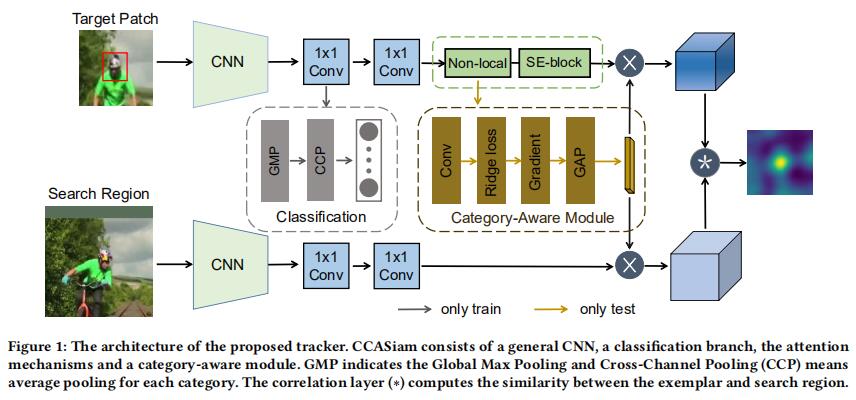 Target Patch
CNN
1x1
Conv
1x1
Conv
Non-local
SE-block
×
GMP
CCP
Classification
Conv
Ridge loss
Gradient
GAP
Category-Aware Module
*
Search Region
CNN
1x1
Conv
1x1
Conv
×
only train
only test
Figure 1: The architecture of the proposed tracker. CCASiam consists of a general CNN, a classification branch, the attention
mechanisms and a category-aware module. GMP indicates the Global Max Pooling and Cross-Channel Pooling (CCP) means
average pooling for each category. The correlation layer (∗) computes the similarity between the exemplar and search region.